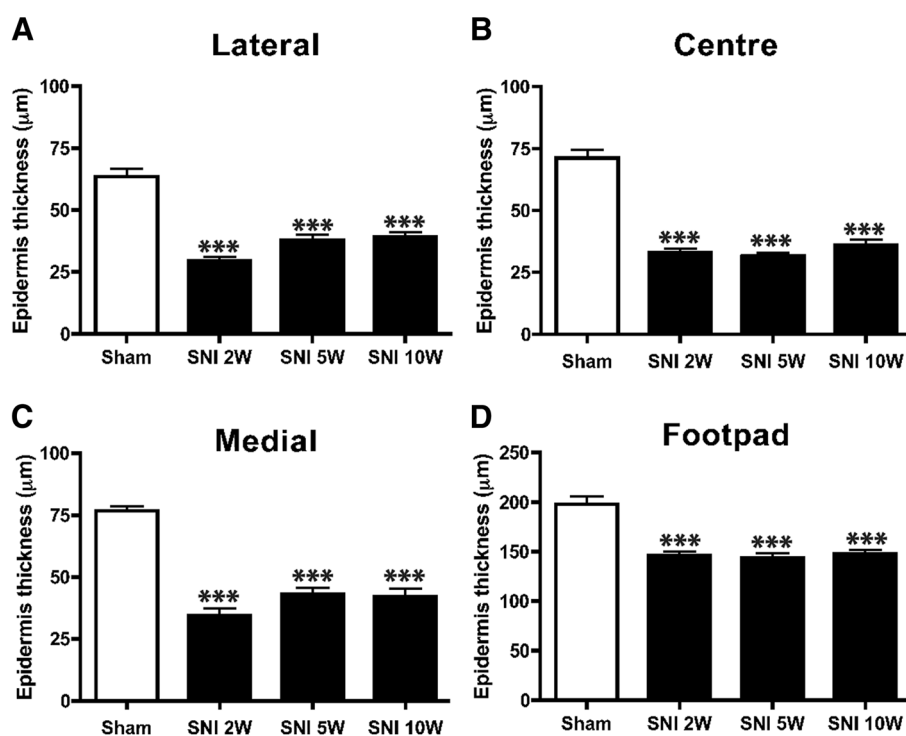 A
Lateral
Epidermis thickness (μm)
100
75
50
25
0
***
***
***
Sham
SNI 2W
SNI 5W
SNI 10W
B
Centre
Epidermis thickness (μm)
100
75
50
25
0
***
***
***
Sham
SNI 2W
SNI 5W
SNI 10W
C
Medial
Epidermis thickness (μm)
100
75
50
25
0
***
***
***
Sham
SNI 2W
SNI 5W
SNI 10W
D
Footpad
Epidermis thickness (μm)
250
200
150
100
50
0
***
***
***
Sham
SNI 2W
SNI 5W
SNI 10W